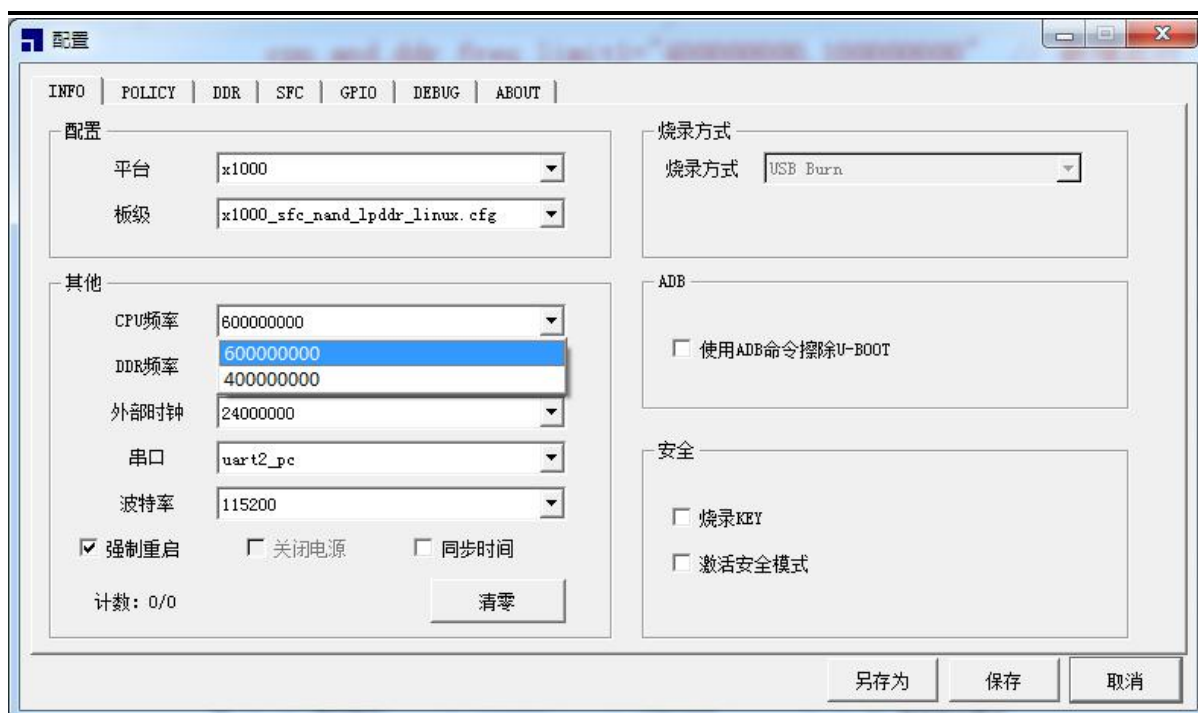 配置
cpu_and_ddr_freq_limit1="400000000,1000000000" //
INFO
POLICY
DDR
SFC
GPIO
DEBUG
ABOUT
配置
平台
x1000
板级
x1000_sfc_nand_lpddr_linux.cfg
其他
CPU频率
600000000
600000000
400000000
DDR频率
外部时钟
24000000
串口
uart2_pc
波特率
115200
强制重启
关闭电源
同步时间
计数: 0/0
清零
烧录方式
烧录方式
USB Burn
ADB
使用ADB命令擦除U-BOOT
安全
烧录KEY
激活安全模式
另存为
保存
取消